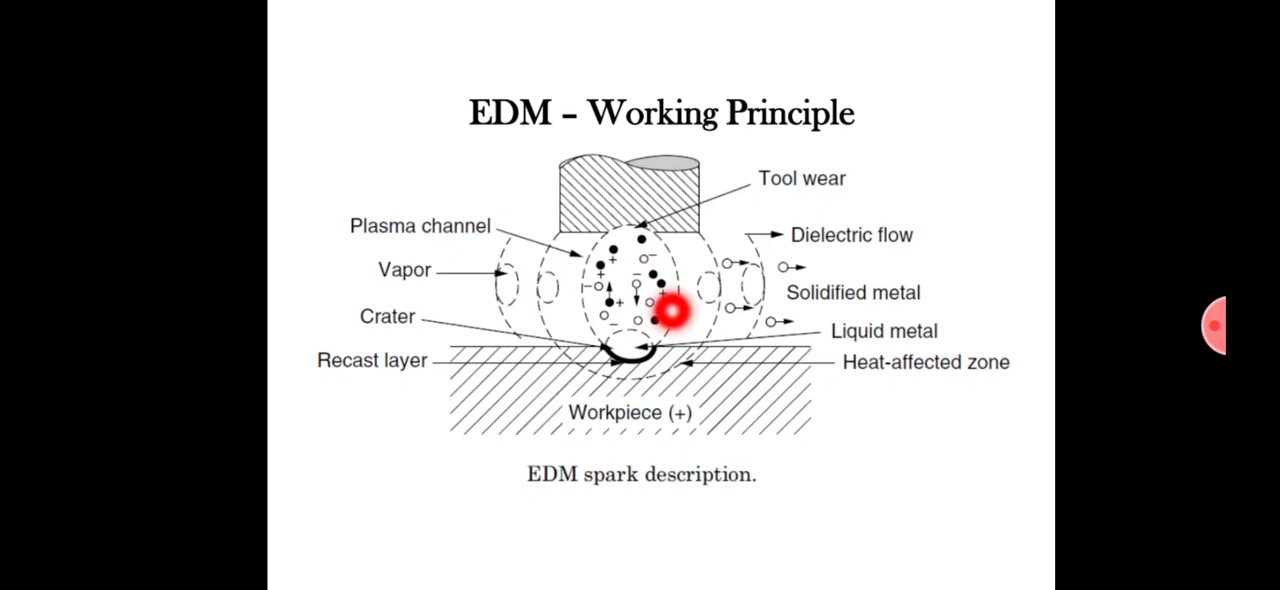 EDM – Working Principle
Tool wear
Plasma channel
Dielectric flow
Vapor
Solidified metal
Crater
Liquid metal
Recast layer
Heat-affected zone
Workpiece (+)
EDM spark description.